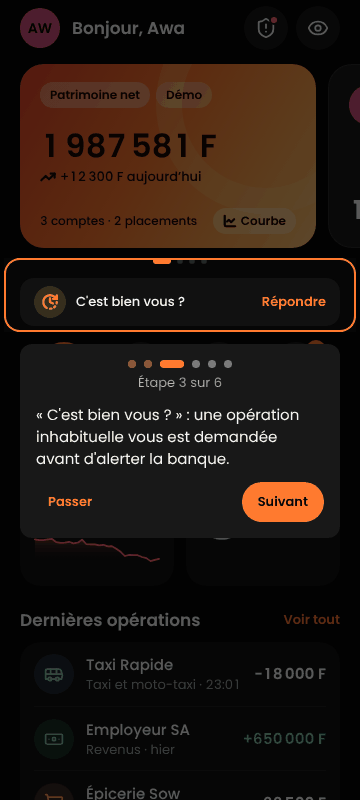 AW
Bonjour, Awa
Patrimoine net
Démo
1 987 581 F
+12 300 F aujourd'hui
3 comptes · 2 placements
Courbe
C'est bien vous ?
Répondre
Étape 3 sur 6
« C'est bien vous ? » : une opération
inhabituelle vous est demandée
avant d'alerter la banque.
Passer
Suivant
Dernières opérations
Voir tout
Taxi Rapide
-18 000 F
Taxi et moto-taxi · 23:01
Employeur SA
+650 000 F
Revenus · hier
Épicerie Sow